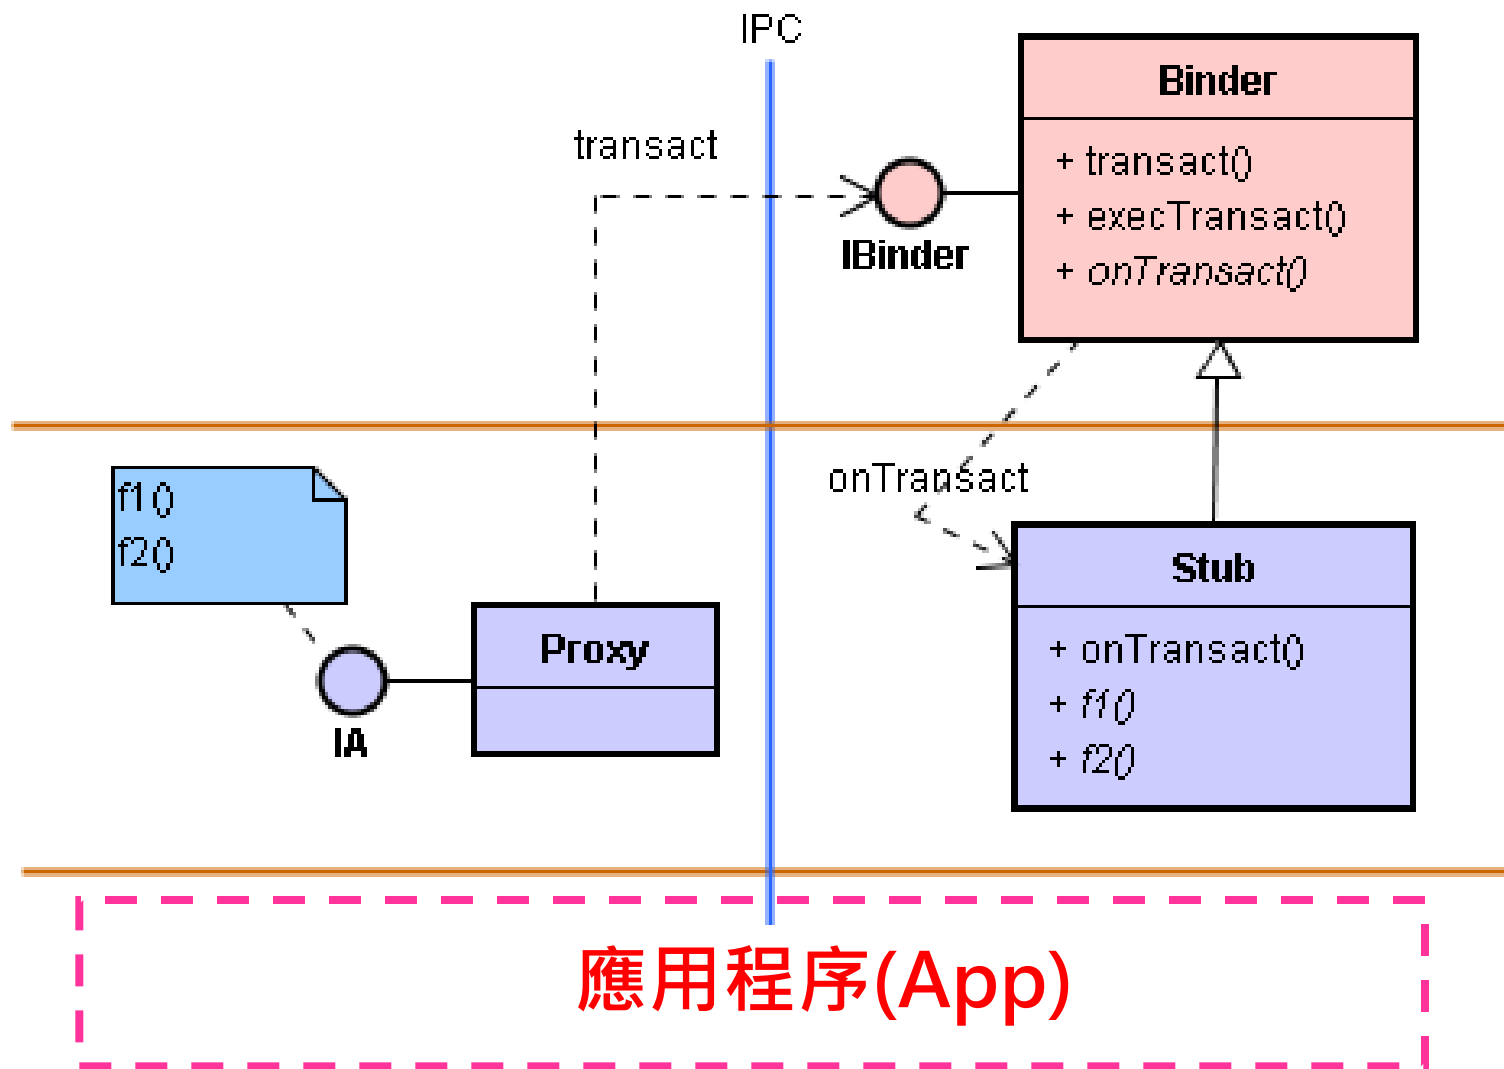 IPC
Binder
transact
+ transact()
+ execTransact()
+ onTransact()
IBinder
f1()
f2()
onTransact
Stub
Proxy
+ onTransact()
+ f1()
+ f2()
IA
應用程序(App)